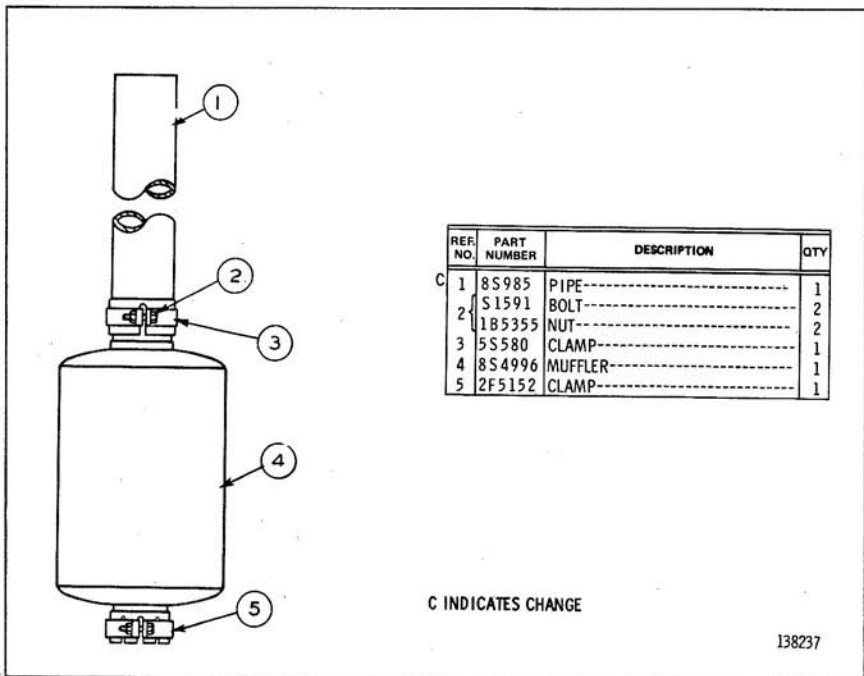 1
2
3
4
5
REF. NO. PART NUMBER DESCRIPTION QTY
C 1 8S985 PIPE 1
2 { S1591 BOLT 2
1B5355 NUT 2
3 5S580 CLAMP 1
4 8S4996 MUFFLER 1
5 2F5152 CLAMP 1
C INDICATES CHANGE
138237